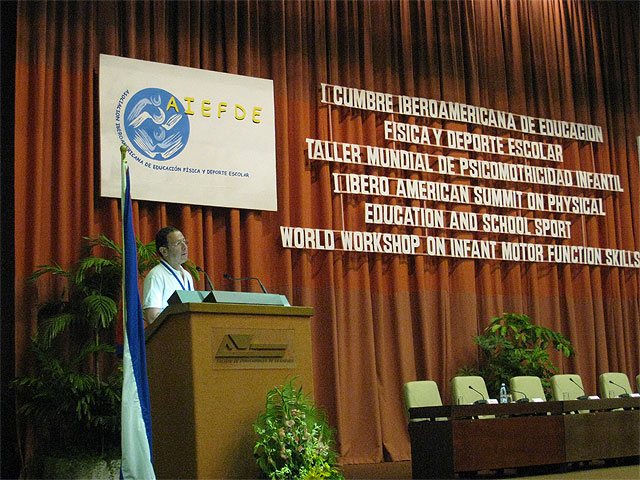 AIEFDE
ASOCIACIÓN IBEROAMERICANA DE EDUCACIÓN FÍSICA Y DEPORTE ESCOLAR
I CUMBRE IBEROAMERICANA DE EDUCACION
FISICA Y DEPORTE ESCOLAR
TALLER MUNDIAL DE PSICOMOTRICIDAD INFANTIL
I IBERO AMERICAN SUMMIT ON PHYSICAL
EDUCATION AND SCHOOL SPORT
WORLD WORKSHOP ON INFANT MOTOR FUNCTION SKILLS